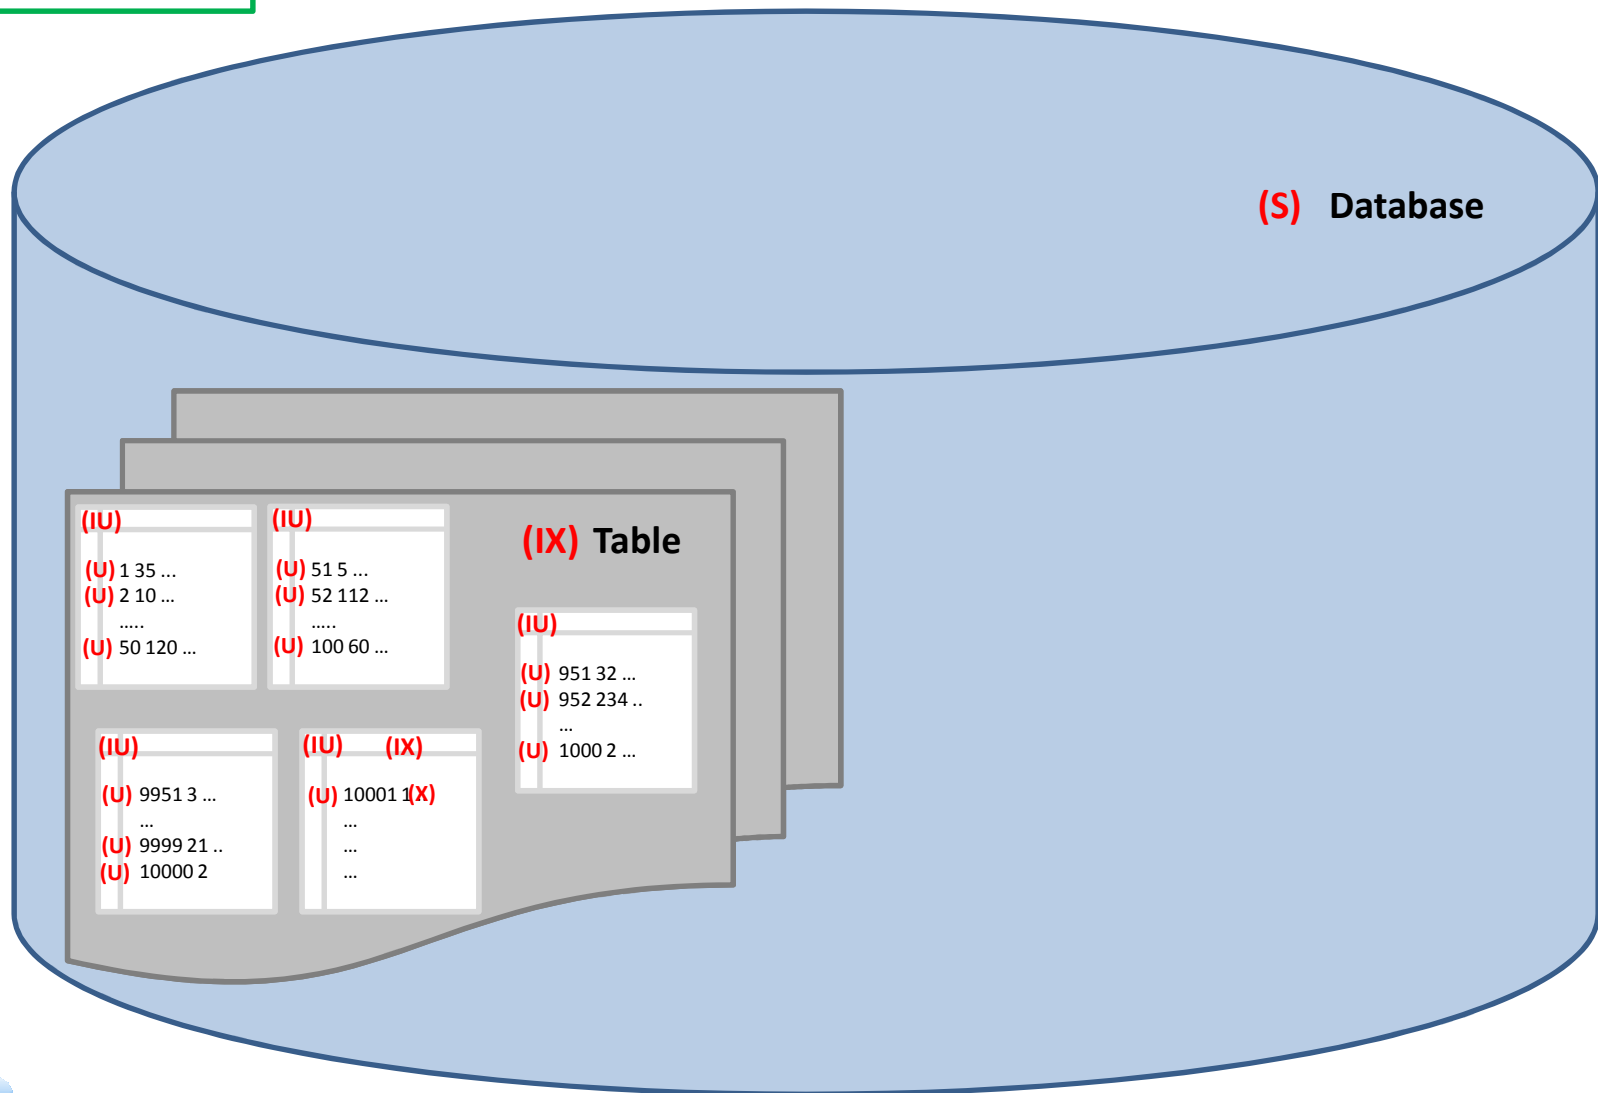 (S) Database
(IX) Table
(IU)
(U) 1 35 ...
(U) 2 10 ...
.....
(U) 50 120 ...
(IU)
(U) 51 5 ...
(U) 52 112 ...
.....
(U) 100 60 ...
(IU)
(U) 951 32 ...
(U) 952 234 ..
...
(U) 1000 2 ...
(IU)
(U) 9951 3 ...
...
(U) 9999 21 ..
(U) 10000 2
(IU) (IX)
(U) 10001 1(X)
...
...
...